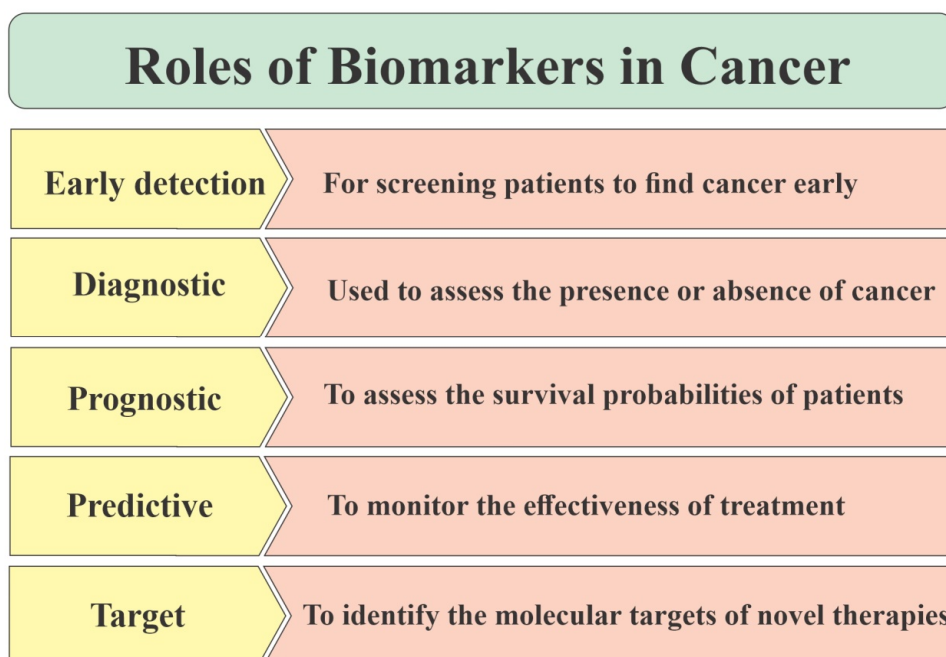 Roles of Biomarkers in Cancer
Early detection
For screening patients to find cancer early
Diagnostic
Used to assess the presence or absence of cancer
Prognostic
To assess the survival probabilities of patients
Predictive
To monitor the effectiveness of treatment
Target
To identify the molecular targets of novel therapies